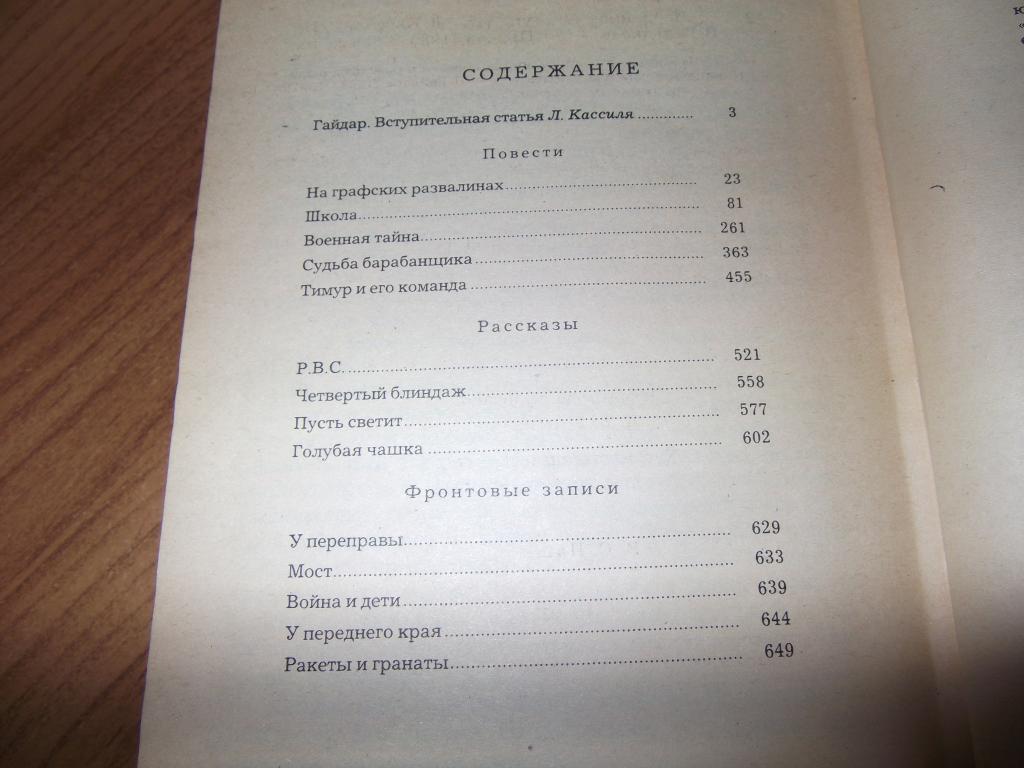 СОДЕРЖАНИЕ
Гайдар. Вступительная статья Л. Кассиля ............ 3
Повести
На графских развалинах ............ 23
Школа ............ 81
Военная тайна ............ 261
Судьба барабанщика ............ 363
Тимур и его команда ............ 455
Рассказы
Р.В.С. ............ 521
Четвертый блиндаж ............ 558
Пусть светит ............ 577
Голубая чашка ............ 602
Фронтовые записи
У переправы ............ 629
Мост ............ 633
Война и дети ............ 639
У переднего края ............ 644
Ракеты и гранаты ............ 649